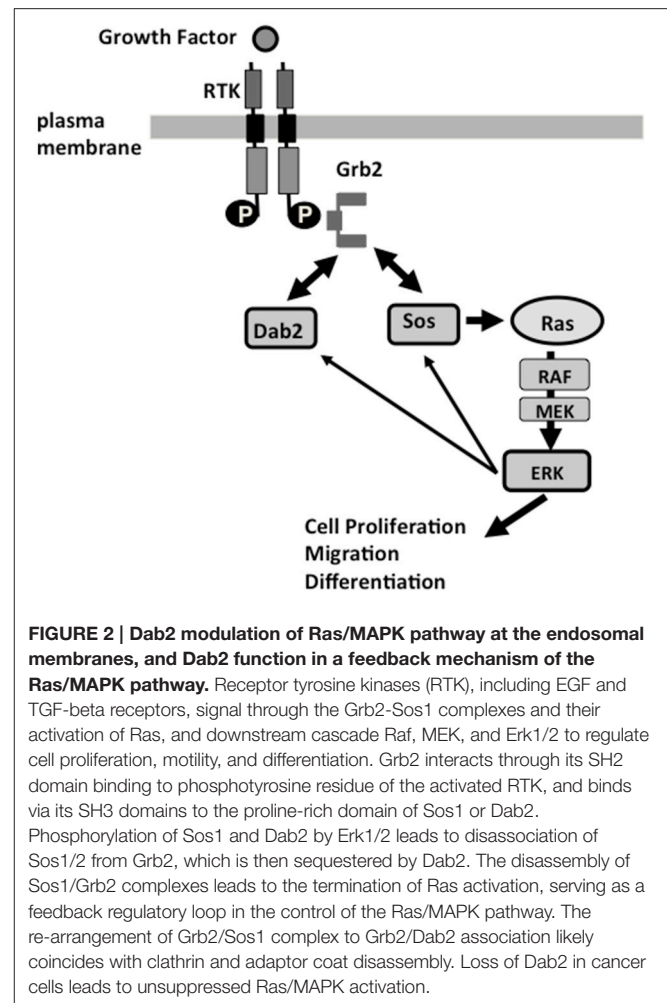 Growth Factor
RTK
plasma
membrane
Grb2
P
P
Dab2
Sos
Ras
RAF
MEK
ERK
Cell Proliferation
Migration
Differentiation
FIGURE 2 | Dab2 modulation of Ras/MAPK pathway at the endosomal
membranes, and Dab2 function in a feedback mechanism of the
Ras/MAPK pathway. Receptor tyrosine kinases (RTK), including EGF and
TGF-beta receptors, signal through the Grb2-Sos1 complexes and their
activation of Ras, and downstream cascade Raf, MEK, and Erk1/2 to regulate
cell proliferation, motility, and differentiation. Grb2 interacts through its SH2
domain binding to phosphotyrosine residue of the activated RTK, and binds
via its SH3 domains to the proline-rich domain of Sos1 or Dab2.
Phosphorylation of Sos1 and Dab2 by Erk1/2 leads to disassociation of
Sos1/2 from Grb2, which is then sequestered by Dab2. The disassembly of
Sos1/Grb2 complexes leads to the termination of Ras activation, serving as a
feedback regulatory loop in the control of the Ras/MAPK pathway. The
re-arrangement of Grb2/Sos1 complex to Grb2/Dab2 association likely
coincides with clathrin and adaptor coat disassembly. Loss of Dab2 in cancer
cells leads to unsuppressed Ras/MAPK activation.